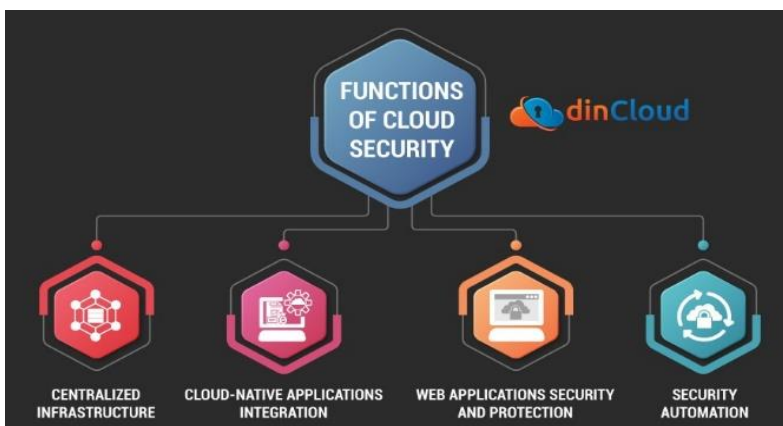 FUNCTIONS
OF CLOUD
SECURITY
dinCloud
CENTRALIZED
INFRASTRUCTURE
CLOUD-NATIVE APPLICATIONS
INTEGRATION
WEB APPLICATIONS SECURITY
AND PROTECTION
SECURITY
AUTOMATION